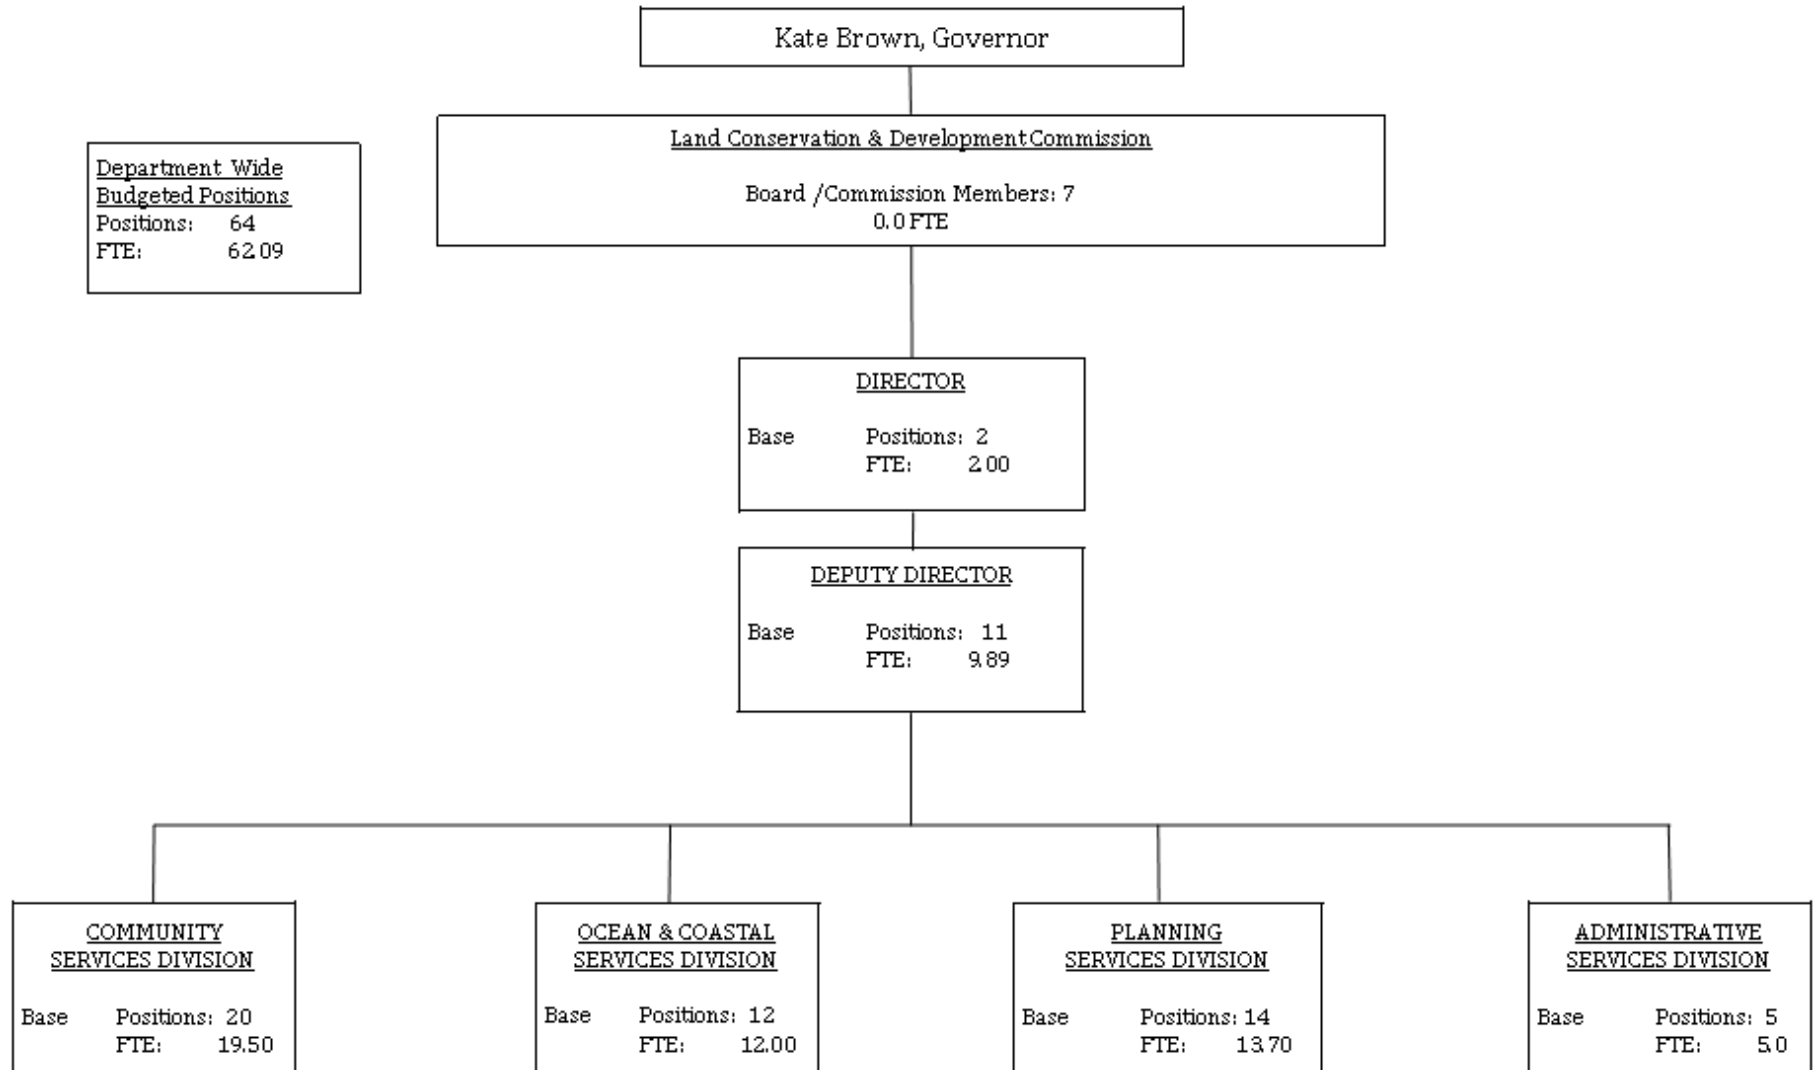 Kate Brown, Governor
Land Conservation & Development Commission
Board /Commission Members: 7
0.0 FTE
Department Wide
Budgeted Positions
Positions: 64
FTE: 62.09
DIRECTOR
Base Positions: 2
FTE: 2.00
DEPUTY DIRECTOR
Base Positions: 11
FTE: 9.89
COMMUNITY
SERVICES DIVISION
Base Positions: 20
FTE: 19.50
OCEAN & COASTAL
SERVICES DIVISION
Base Positions: 12
FTE: 12.00
PLANNING
SERVICES DIVISION
Base Positions: 14
FTE: 13.70
ADMINISTRATIVE
SERVICES DIVISION
Base Positions: 5
FTE: 5.0